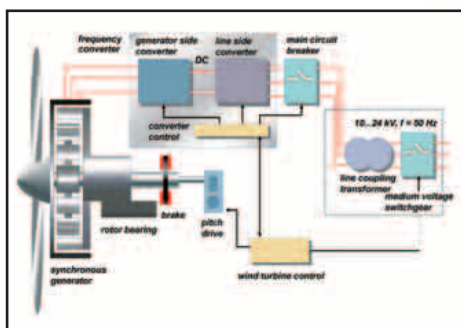 frequency
converter
generator side
converter
DC
line side
converter
main circuit
breaker
converter
control
10...24 kV, f = 50 Hz
line coupling
transformer
medium voltage
switchgear
brake
pitch
drive
rotor bearing
synchronous
generator
wind turbine control